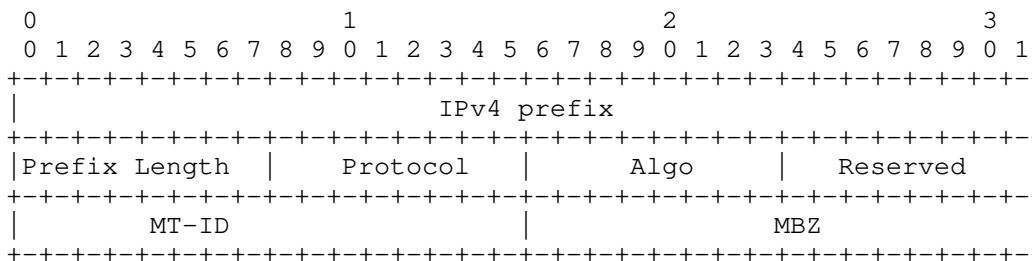 0                   1                   2                   3
 0 1 2 3 4 5 6 7 8 9 0 1 2 3 4 5 6 7 8 9 0 1 2 3 4 5 6 7 8 9 0 1
+-+-+-+-+-+-+-+-+-+-+-+-+-+-+-+-+-+-+-+-+-+-+-+-+-+-+-+-+-+-+-+-
|                          IPv4 prefix
+-+-+-+-+-+-+-+-+-+-+-+-+-+-+-+-+-+-+-+-+-+-+-+-+-+-+-+-+-+-+-+-
|Prefix Length  |    Protocol   |      Algo     |   Reserved
+-+-+-+-+-+-+-+-+-+-+-+-+-+-+-+-+-+-+-+-+-+-+-+-+-+-+-+-+-+-+-+-
|        MT-ID                  |               MBZ
+-+-+-+-+-+-+-+-+-+-+-+-+-+-+-+-+-+-+-+-+-+-+-+-+-+-+-+-+-+-+-+-